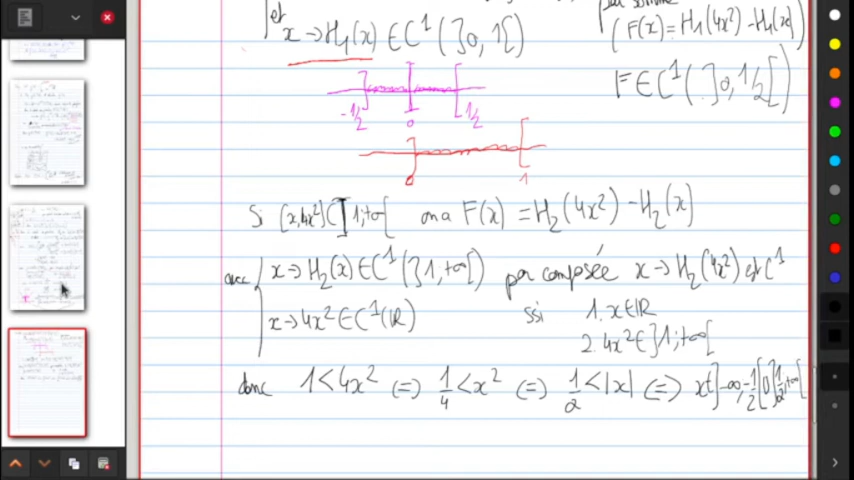 et
x → H₁(x) ∈ C¹(]0, 1[)
par somme
(F(x) = H₁(4x²) - H₁(x))
F ∈ C¹(]0, 1/2[)
-1/2 0 1/2
0 1
Si [x, 4x²] ⊂ ]1; +∞[ on a F(x) = H₂(4x²) - H₂(x)
avec { x → H₂(x) ∈ C¹(]1, +∞[) par composée x → H₂(4x²) est C¹
x → 4x² ∈ C¹(ℝ) ssi 1. x ∈ ℝ
2. 4x² ∈ ]1; +∞[
donc 1 < 4x² (=) 1/4 < x² (=) 1/2 < |x| (=) x ∈ ]-∞, -1/2[ ∪ ]1/2, +∞[